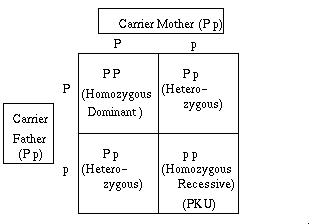 Carrier Mother (P p)
P p
P P P p
P (Homozygous (Hetero–
Dominant ) zygous)
Carrier
Father
(P p)
P p p p
p (Hetero– (Homozygous
zygous) Recessive)
(PKU)